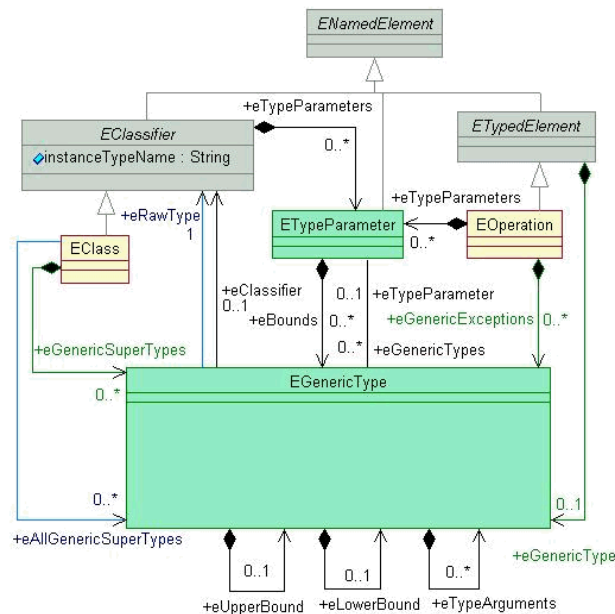 ENamedElement
+eTypeParameters
EClassifier
ETypedElement
instanceTypeName : String
0..*
+eTypeParameters
+eRawType
1
ETypeParameter
EOperation
EClass
0..*
+eClassifier
0..1
0..1
+eTypeParameter
+eBounds
0..*
+eGenericExceptions
0..*
+eGenericSuperTypes
0..*
+eGenericTypes
EGenericType
0..*
0..*
0..1
+eAllGenericSuperTypes
+eGenericType
0..1
0..1
0..*
+eUpperBound
+eLowerBound
+eTypeArguments